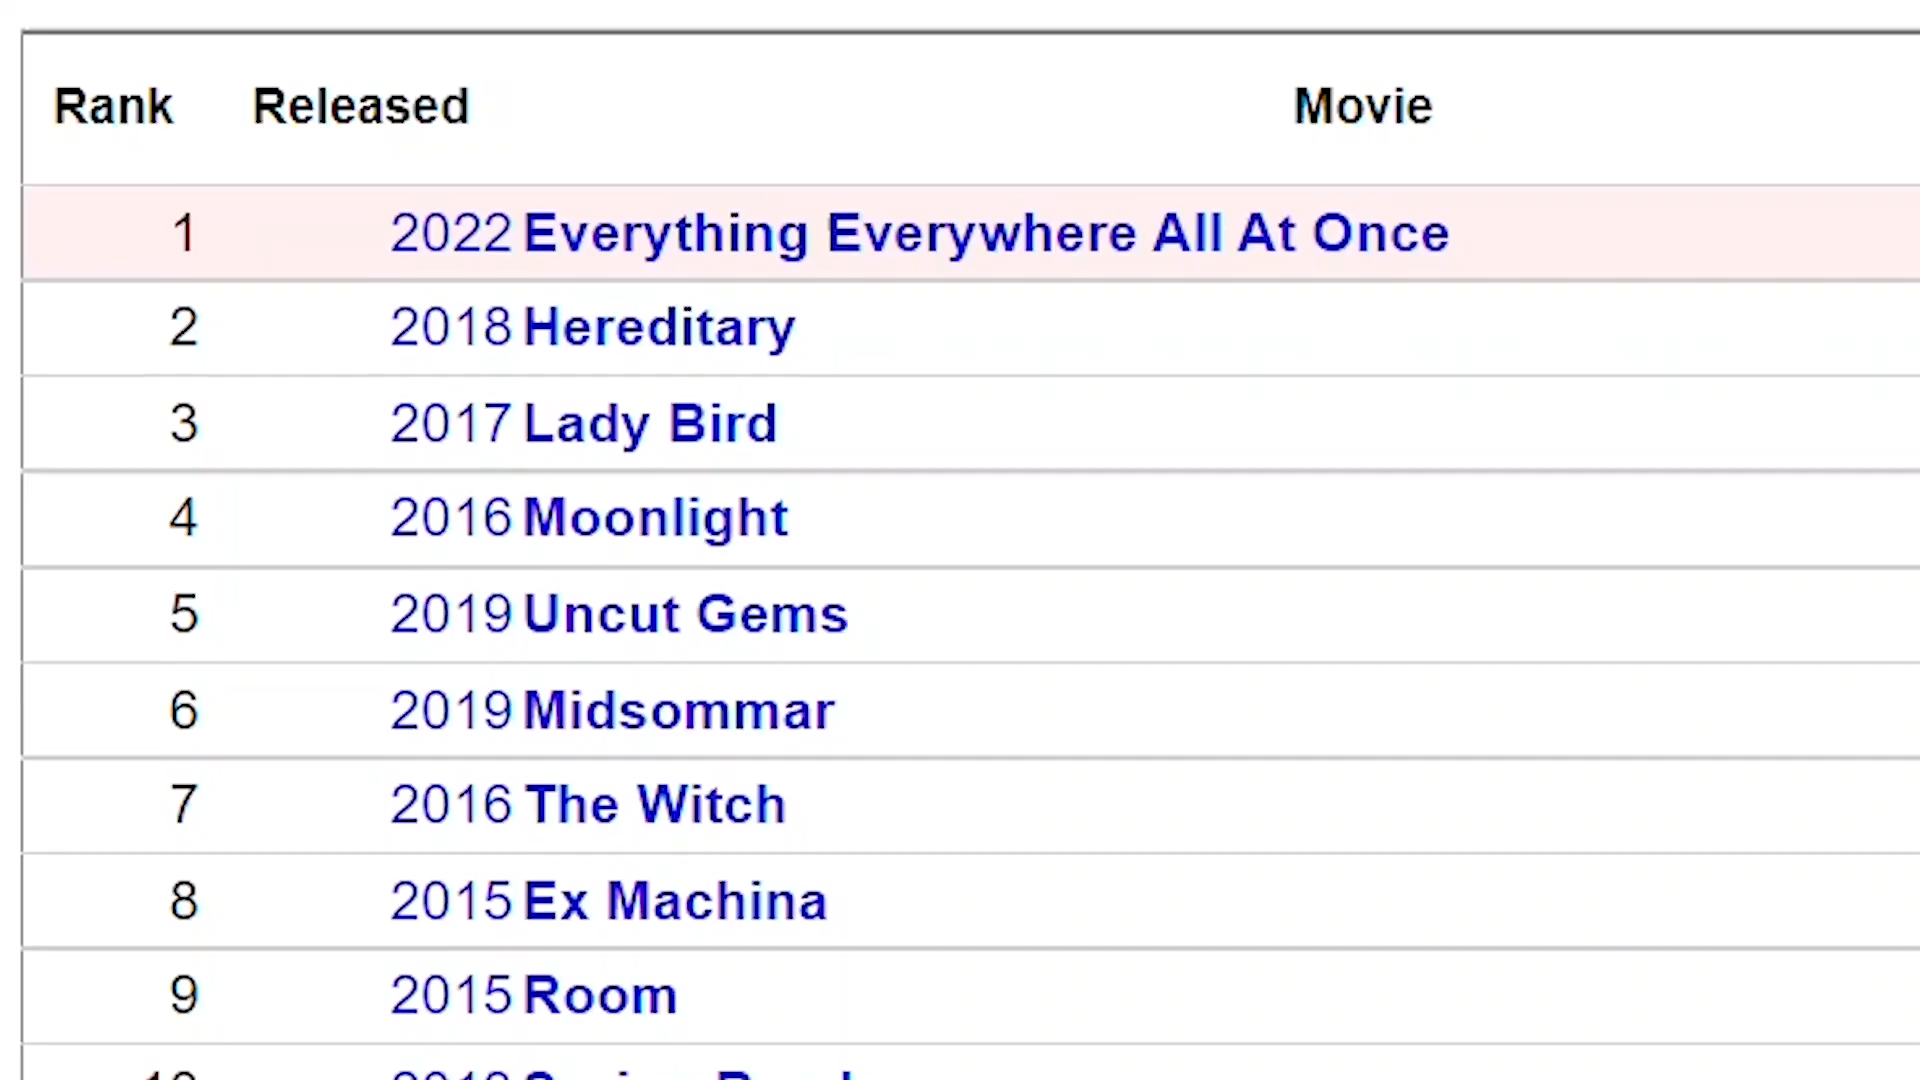 Rank Released Movie
1 2022 Everything Everywhere All At Once
2 2018 Hereditary
3 2017 Lady Bird
4 2016 Moonlight
5 2019 Uncut Gems
6 2019 Midsommar
7 2016 The Witch
8 2015 Ex Machina
9 2015 Room